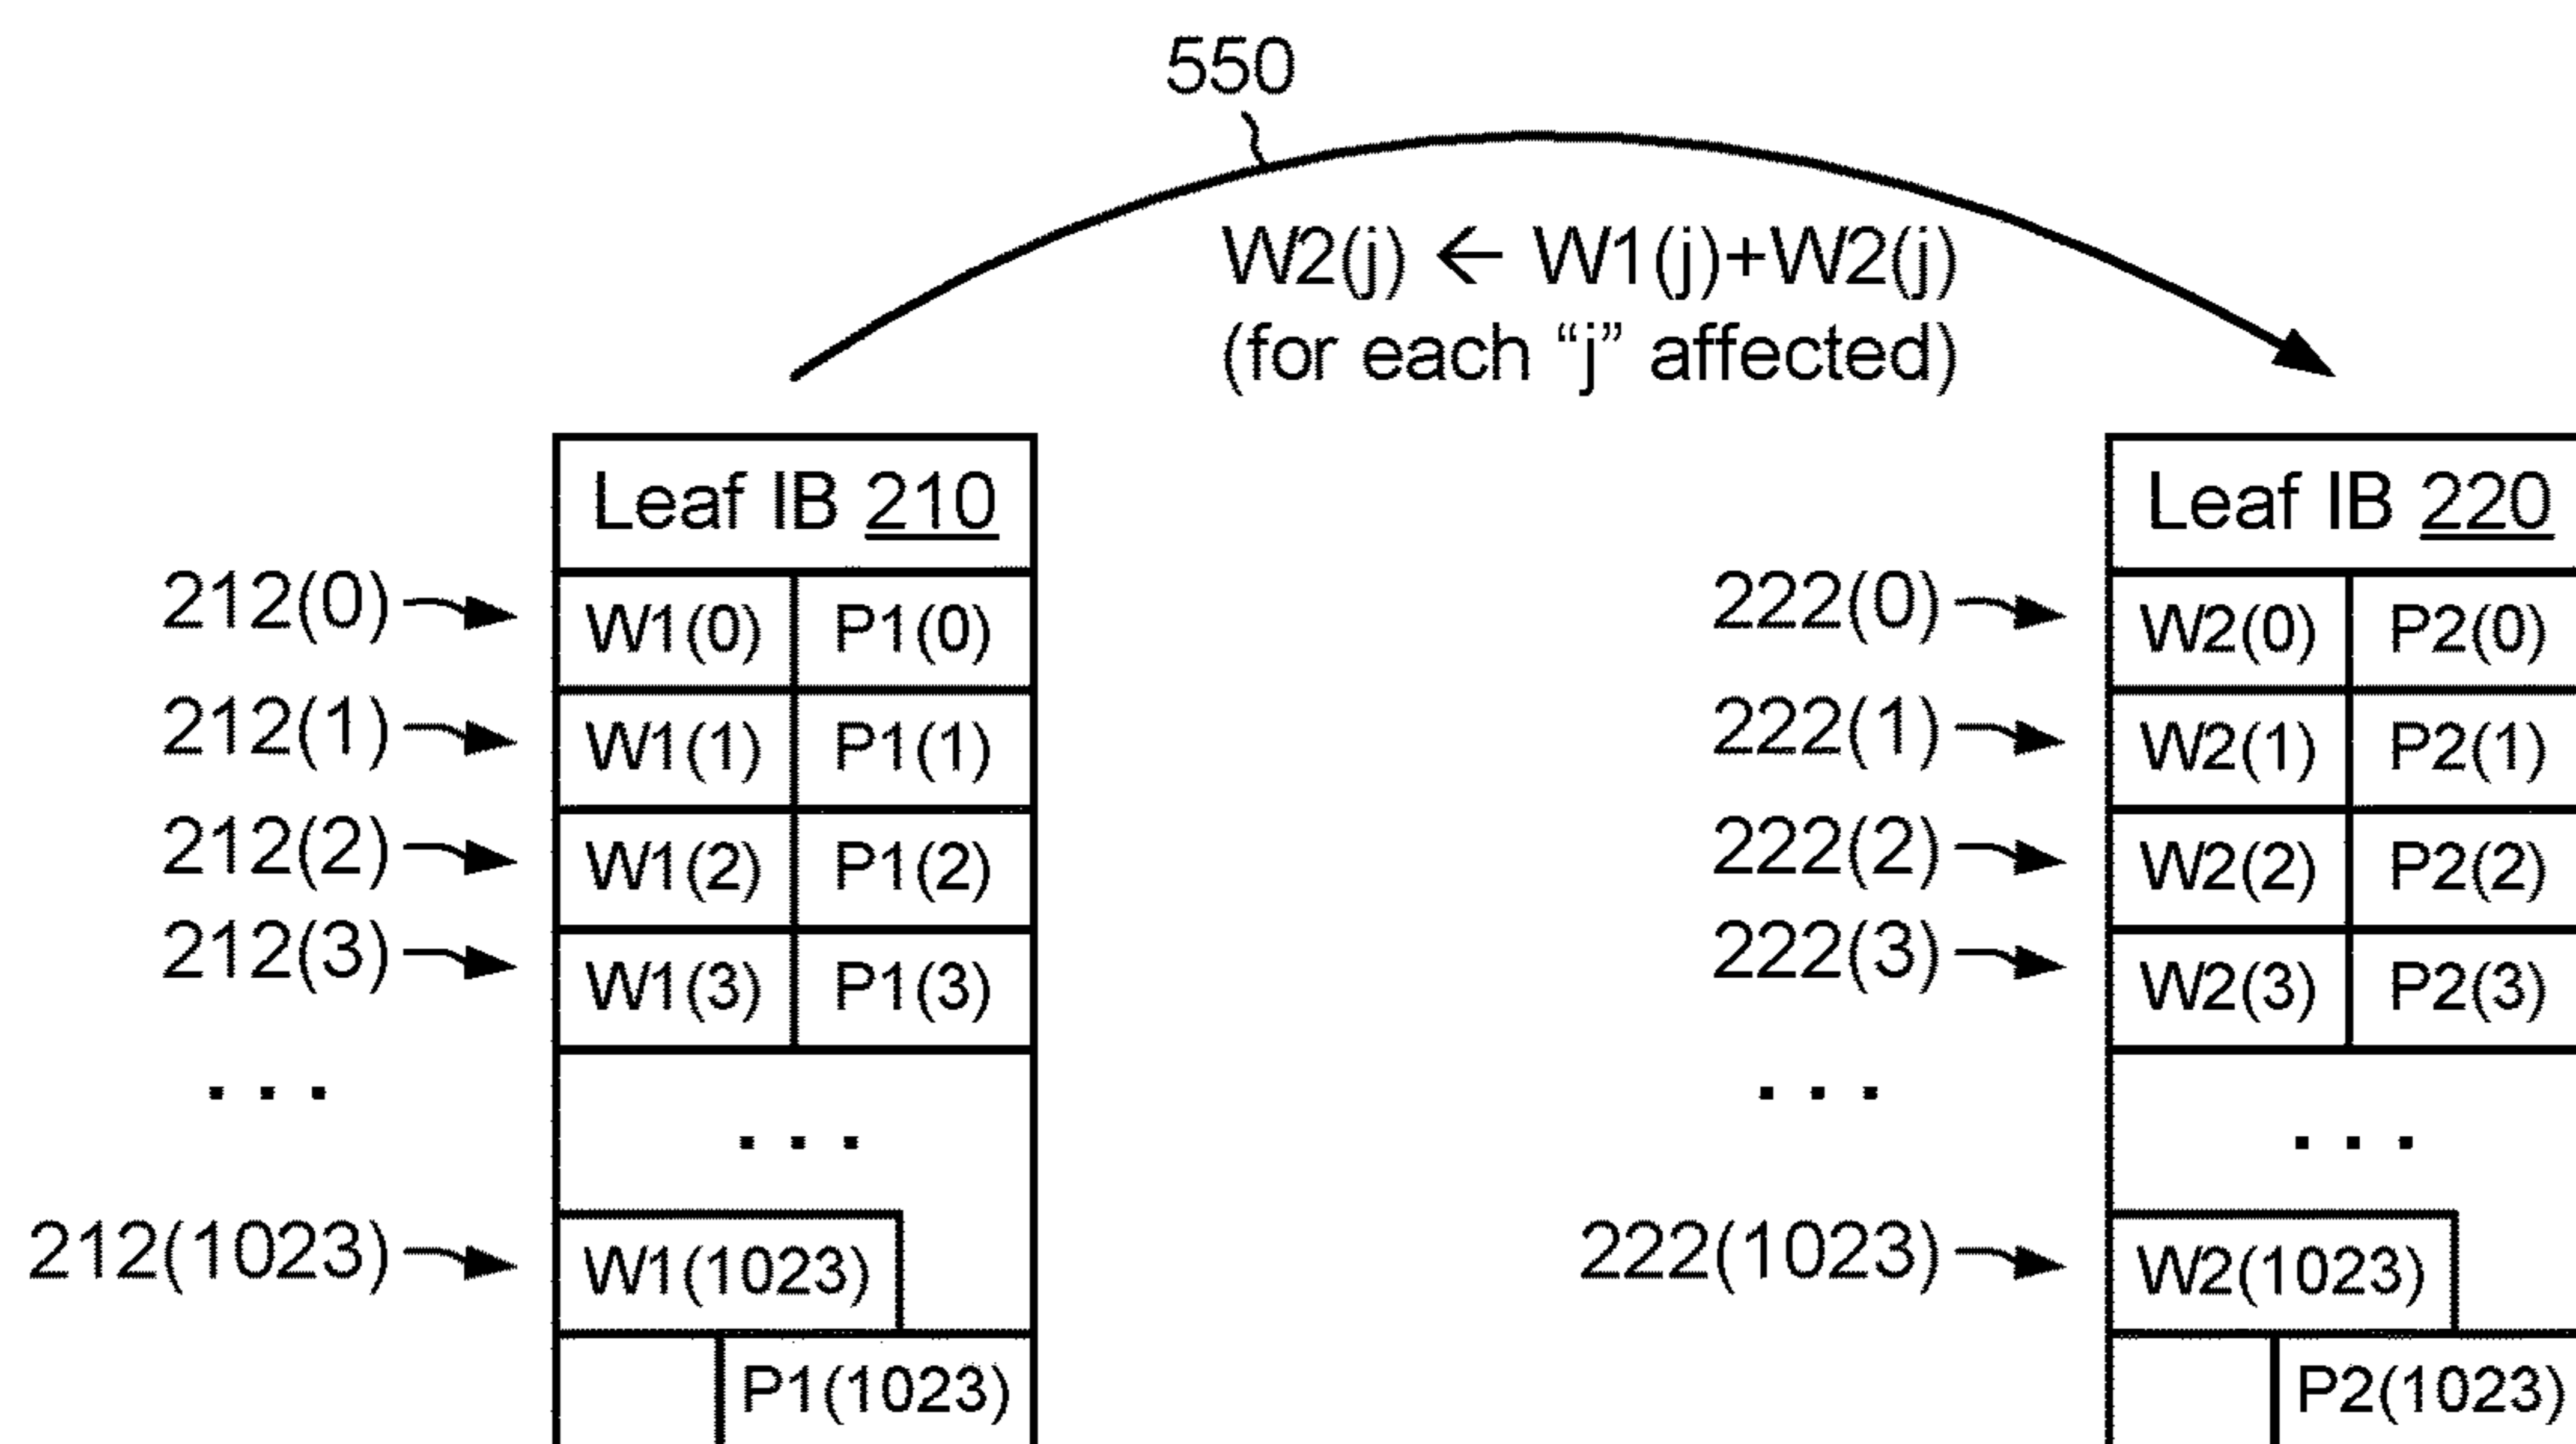 550
W2(j) ← W1(j)+W2(j)
(for each “j” affected)
Leaf IB 210
Leaf IB 220
212(0) W1(0) P1(0)
222(0) W2(0) P2(0)
212(1) W1(1) P1(1)
222(1) W2(1) P2(1)
212(2) W1(2) P1(2)
222(2) W2(2) P2(2)
212(3) W1(3) P1(3)
222(3) W2(3) P2(3)
. . . . . .
. . . . . .
212(1023) W1(1023)
222(1023) W2(1023)
P1(1023)
P2(1023)